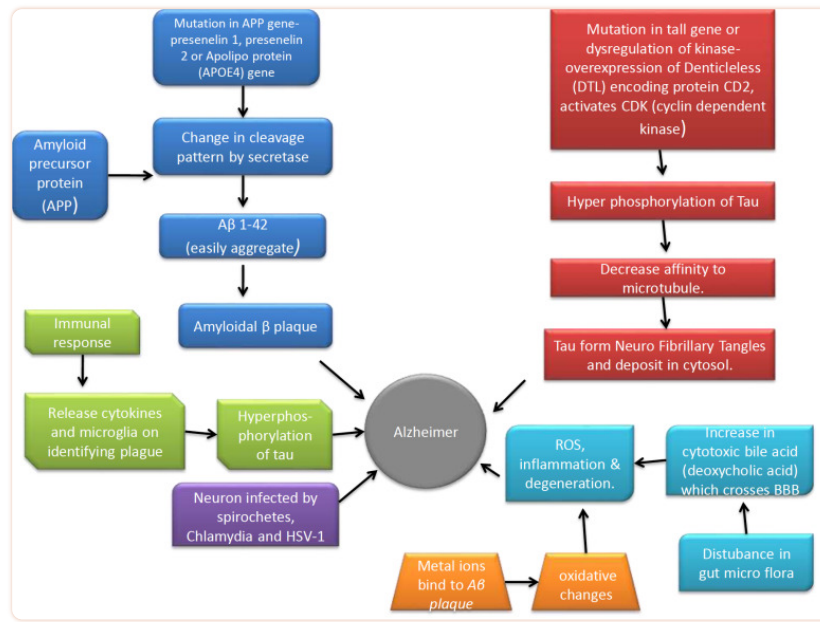 Mutation in APP gene-
presenelin 1, presenelin
2 or Apolipo protein
(APOE4) gene
Change in cleavage
pattern by secretase
Amyloid
precursor
protein
(APP)
Aβ 1-42
(easily aggregate)
Amyloidal β plaque
Immunal
response
Release cytokines
and microglia on
identifying plague
Hyperphos-
phorylation
of tau
Neuron infected by
spirochetes,
Chlamydia and HSV-1
Alzheimer
Mutation in tall gene or
dysregulation of kinase-
overexpression of Denticleless
(DTL) encoding protein CD2,
activates CDK (cyclin dependent
kinase)
Hyper phosphorylation of Tau
Decrease affinity to
microtubule.
Tau form Neuro Fibrillary Tangles
and deposit in cytosol.
ROS,
inflammation &
degeneration.
Increase in
cytotoxic bile acid
(deoxycholic acid)
which crosses BBB
Distubance in
gut micro flora
Metal ions
bind to Aβ
plaque
oxidative
changes